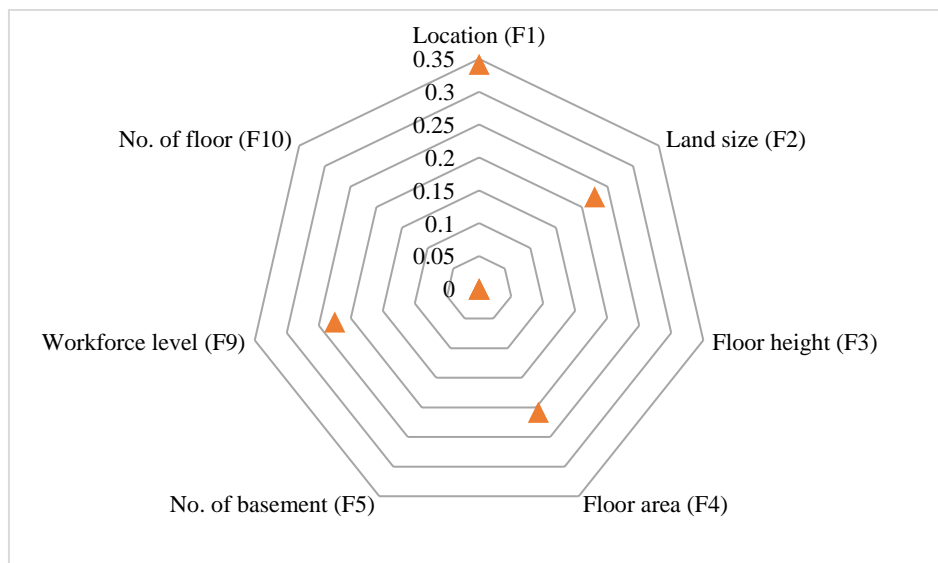 Location (F1)
0.35
0.3
0.25
0.2
0.15
0.1
0.05
0
No. of floor (F10)
Land size (F2)
Workforce level (F9)
Floor height (F3)
No. of basement (F5)
Floor area (F4)